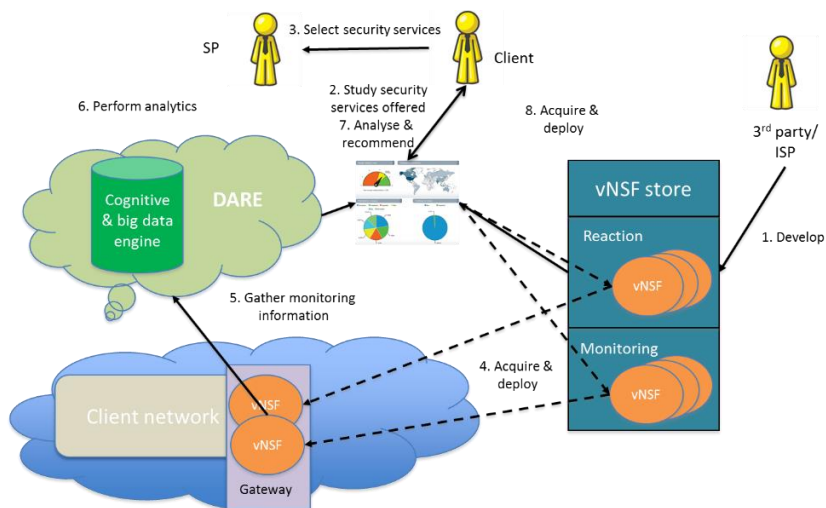 3. Select security services
SP
Client
6. Perform analytics
2. Study security
services offered
7. Analyse &
recommend
8. Acquire &
deploy
3rd party/
ISP
vNSF store
DARE
Cognitive
& big data
engine
Reaction
1. Develop
vNSF
5. Gather monitoring
information
Monitoring
4. Acquire &
deploy
vNSF
Client network
vNSF
vNSF
Gateway